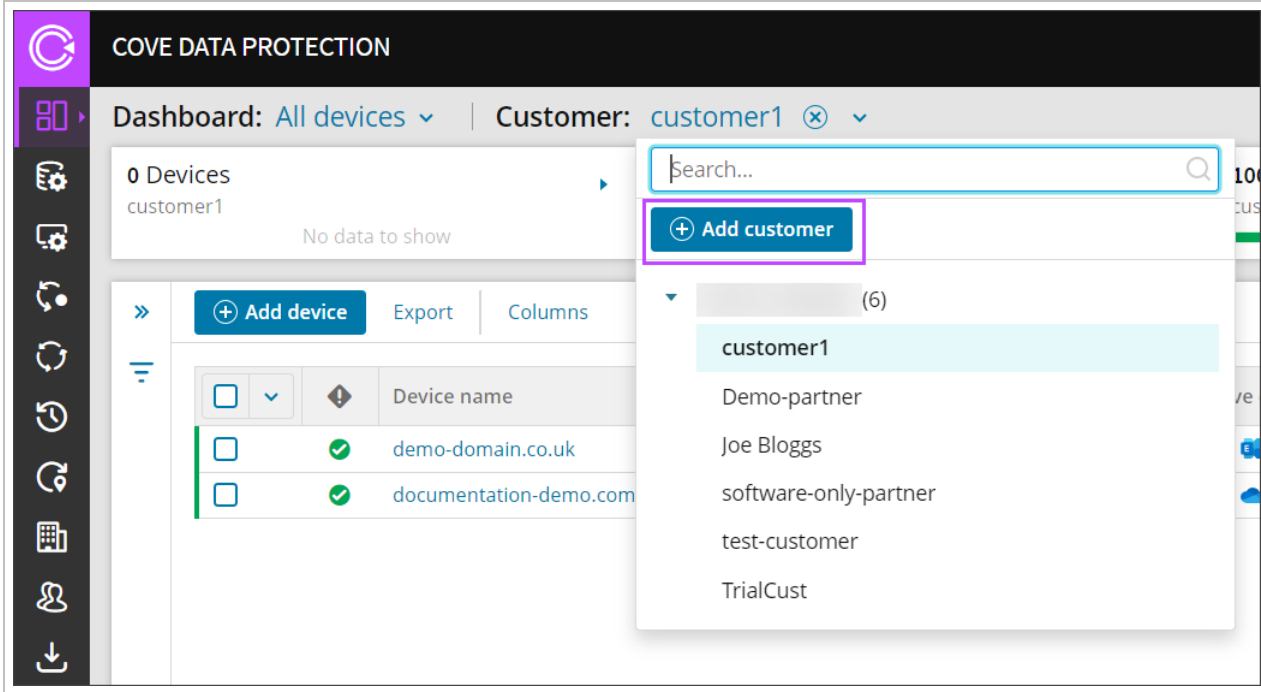 COVE DATA PROTECTION
Dashboard: All devices Customer: customer1
Search...
0 Devices
customer1
No data to show
Add customer
(6)
customer1
Demo-partner
Joe Bloggs
software-only-partner
test-customer
TrialCust
Add device Export Columns
Device name
demo-domain.co.uk
documentation-demo.com